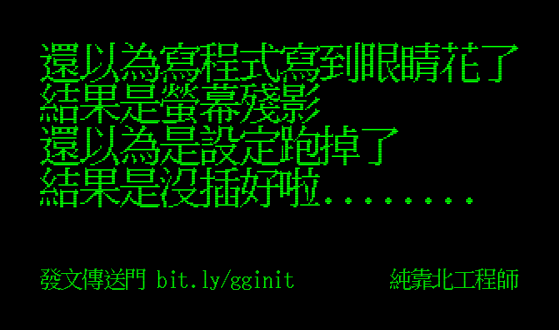 還以為寫程式寫到眼睛花了
結果是螢幕殘影
還以為是設定跑掉了
結果是沒插好啦........
發文傳送門 bit.ly/gginit
純靠北工程師